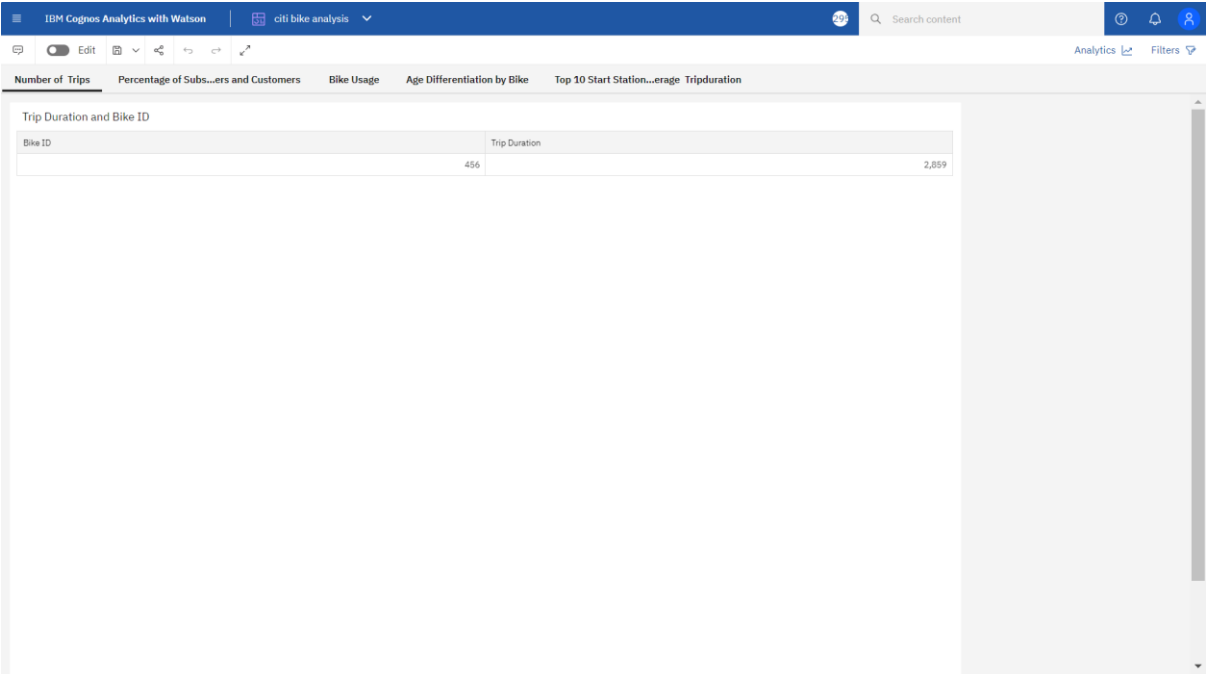 IBM Cognos Analytics with Watson
citi bike analysis
295
Search content
Edit
Analytics
Filters
Number of Trips
Percentage of Subs...ers and Customers
Bike Usage
Age Differentiation by Bike
Top 10 Start Station...erage Tripduration
Trip Duration and Bike ID
Bike ID
Trip Duration
456
2,859